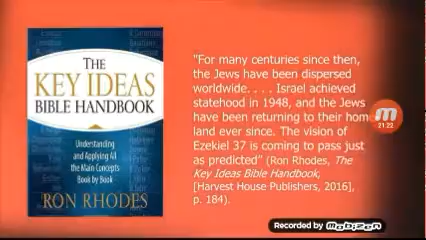 THE
KEY IDEAS
BIBLE HANDBOOK
Understanding
and Applying All
the Main Concepts
Book by Book
RON RHODES
"For many centuries since then,
the Jews have been dispersed
worldwide. . . . Israel achieved
statehood in 1948, and the Jews
have been returning to their hom
land ever since. The vision of
Ezekiel 37 is coming to pass just
as predicted" (Ron Rhodes, The
Key Ideas Bible Handbook,
[Harvest House Publishers, 2016],
p. 184).
M
21:22
Recorded by Mobizen